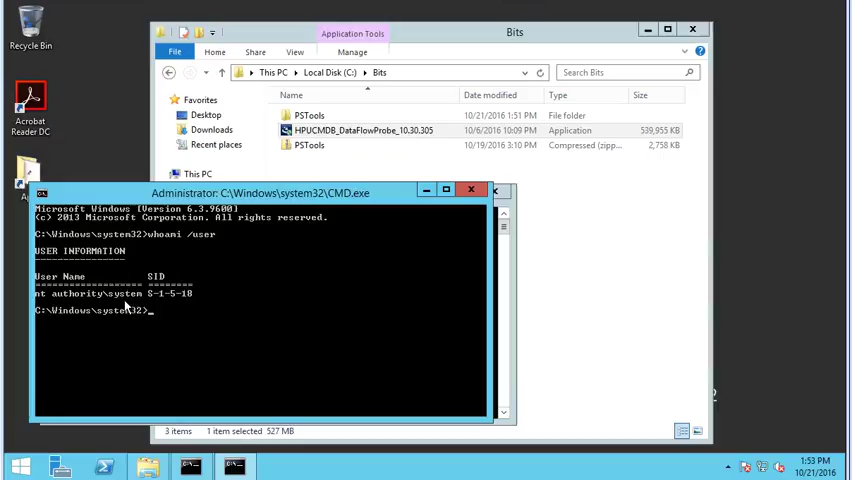 Recycle Bin
Acrobat
Reader DC
Application Tools
Bits
File Home Share View Manage
This PC Local Disk (C:) Bits
Search Bits
Favorites
Desktop
Downloads
Recent places
This PC
Name Date modified Type Size
PSTools 10/21/2016 1:51 PM File folder
HPUCMDB_DataFlowProbe_10.30.305 10/6/2016 10:09 PM Application 539,955 KB
PSTools 10/19/2016 3:10 PM Compressed (zipp... 2,758 KB
Administrator: C:\Windows\system32\CMD.exe
Microsoft Windows [Version 6.3.9600]
(c) 2013 Microsoft Corporation. All rights reserved.
C:\Windows\system32>whoami /user
USER INFORMATION
----------------
User Name SID
=================== ========
nt authority\system S-1-5-18
C:\Windows\system32>_
3 items 1 item selected 527 MB
1:53 PM
10/21/2016